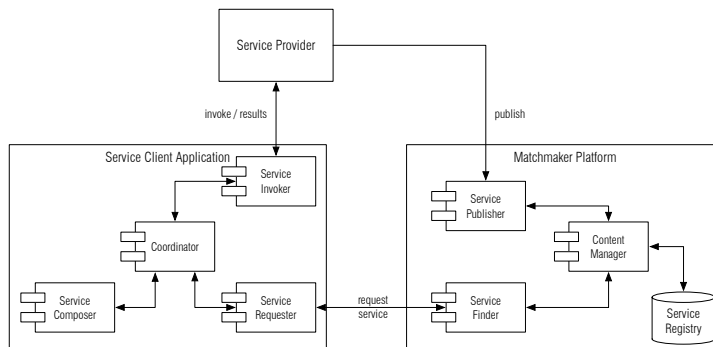 Service Provider
invoke / results
publish
Service Client Application
Matchmaker Platform
Service
Invoker
Service
Publisher
Coordinator
Content
Manager
Service
Composer
Service
Requester
request
service
Service
Finder
Service
Registry